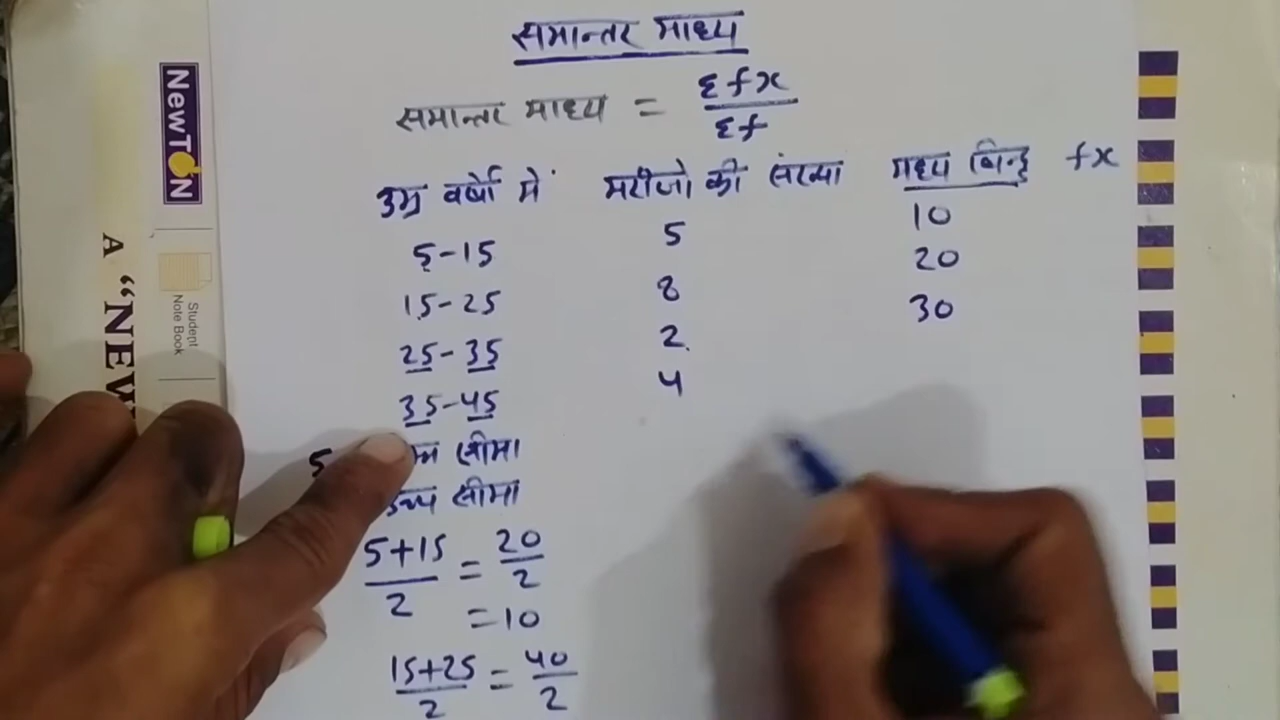 समान्तर माध्य
समान्तर माध्य = Σfx / Σf
उम्र वर्षो में मरीजो की संख्या मध्य बिन्दु fx
5-15 5 10
15-25 8 20
25-35 2 30
35-45 4
5 सीमा
उच्च सीमा
5+15 / 2 = 20 / 2
=10
15+25 / 2 = 40 / 2
NewTON
Student
Note Book
A “NEW